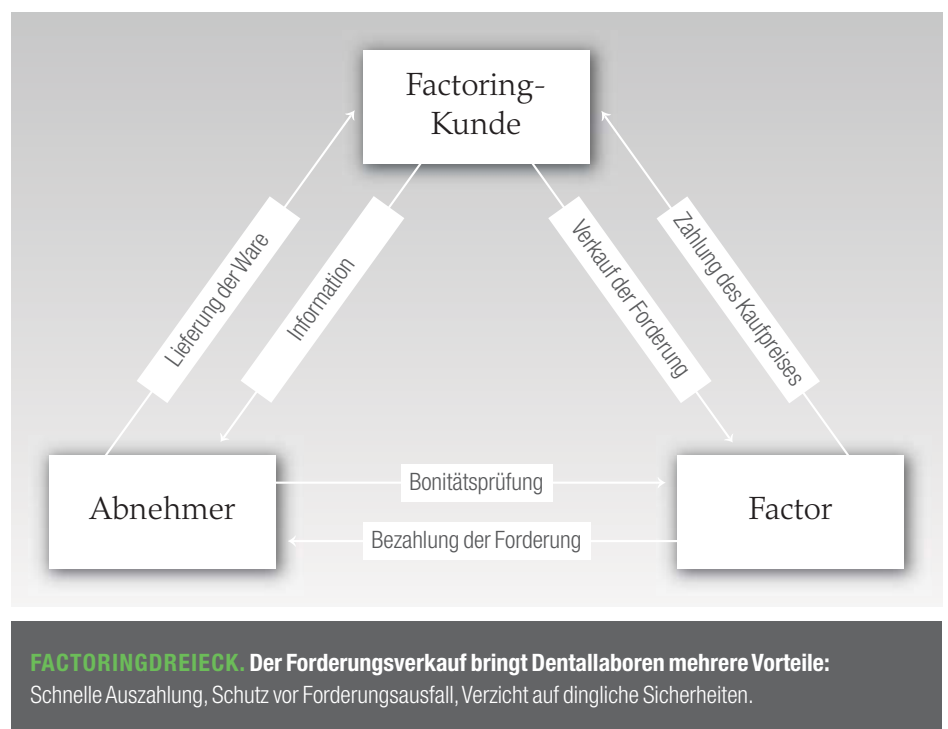 Factoring-
Kunde
Lieferung der Ware
Information
Verkauf der Forderung
Zahlung des Kaufpreises
Abnehmer
Bonitätsprüfung
Bezahlung der Forderung
Factor
FACTORINGDREIECK. Der Forderungsverkauf bringt Dentallaboren mehrere Vorteile:
Schnelle Auszahlung, Schutz vor Forderungsausfall, Verzicht auf dingliche Sicherheiten.